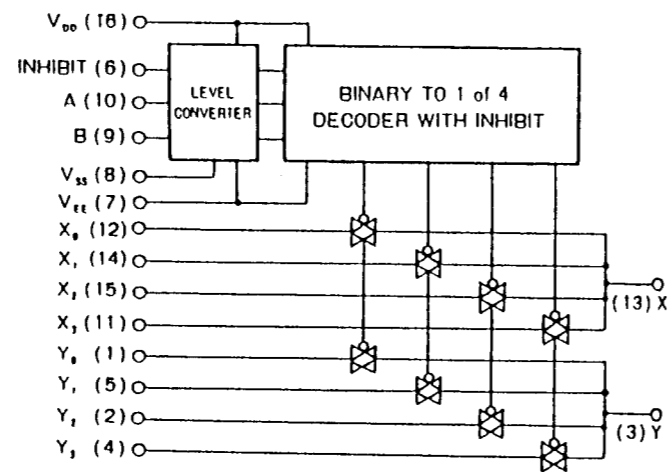 V_DD (16)
INHIBIT (6)
A (10)
B (9)
V_SS (8)
V_EE (7)
LEVEL
CONVERTER
BINARY TO 1 of 4
DECODER WITH INHIBIT
X₀ (12)
X₁ (14)
X₂ (15)
X₃ (11)
(13) X
Y₀ (1)
Y₁ (5)
Y₂ (2)
Y₃ (4)
(3) Y